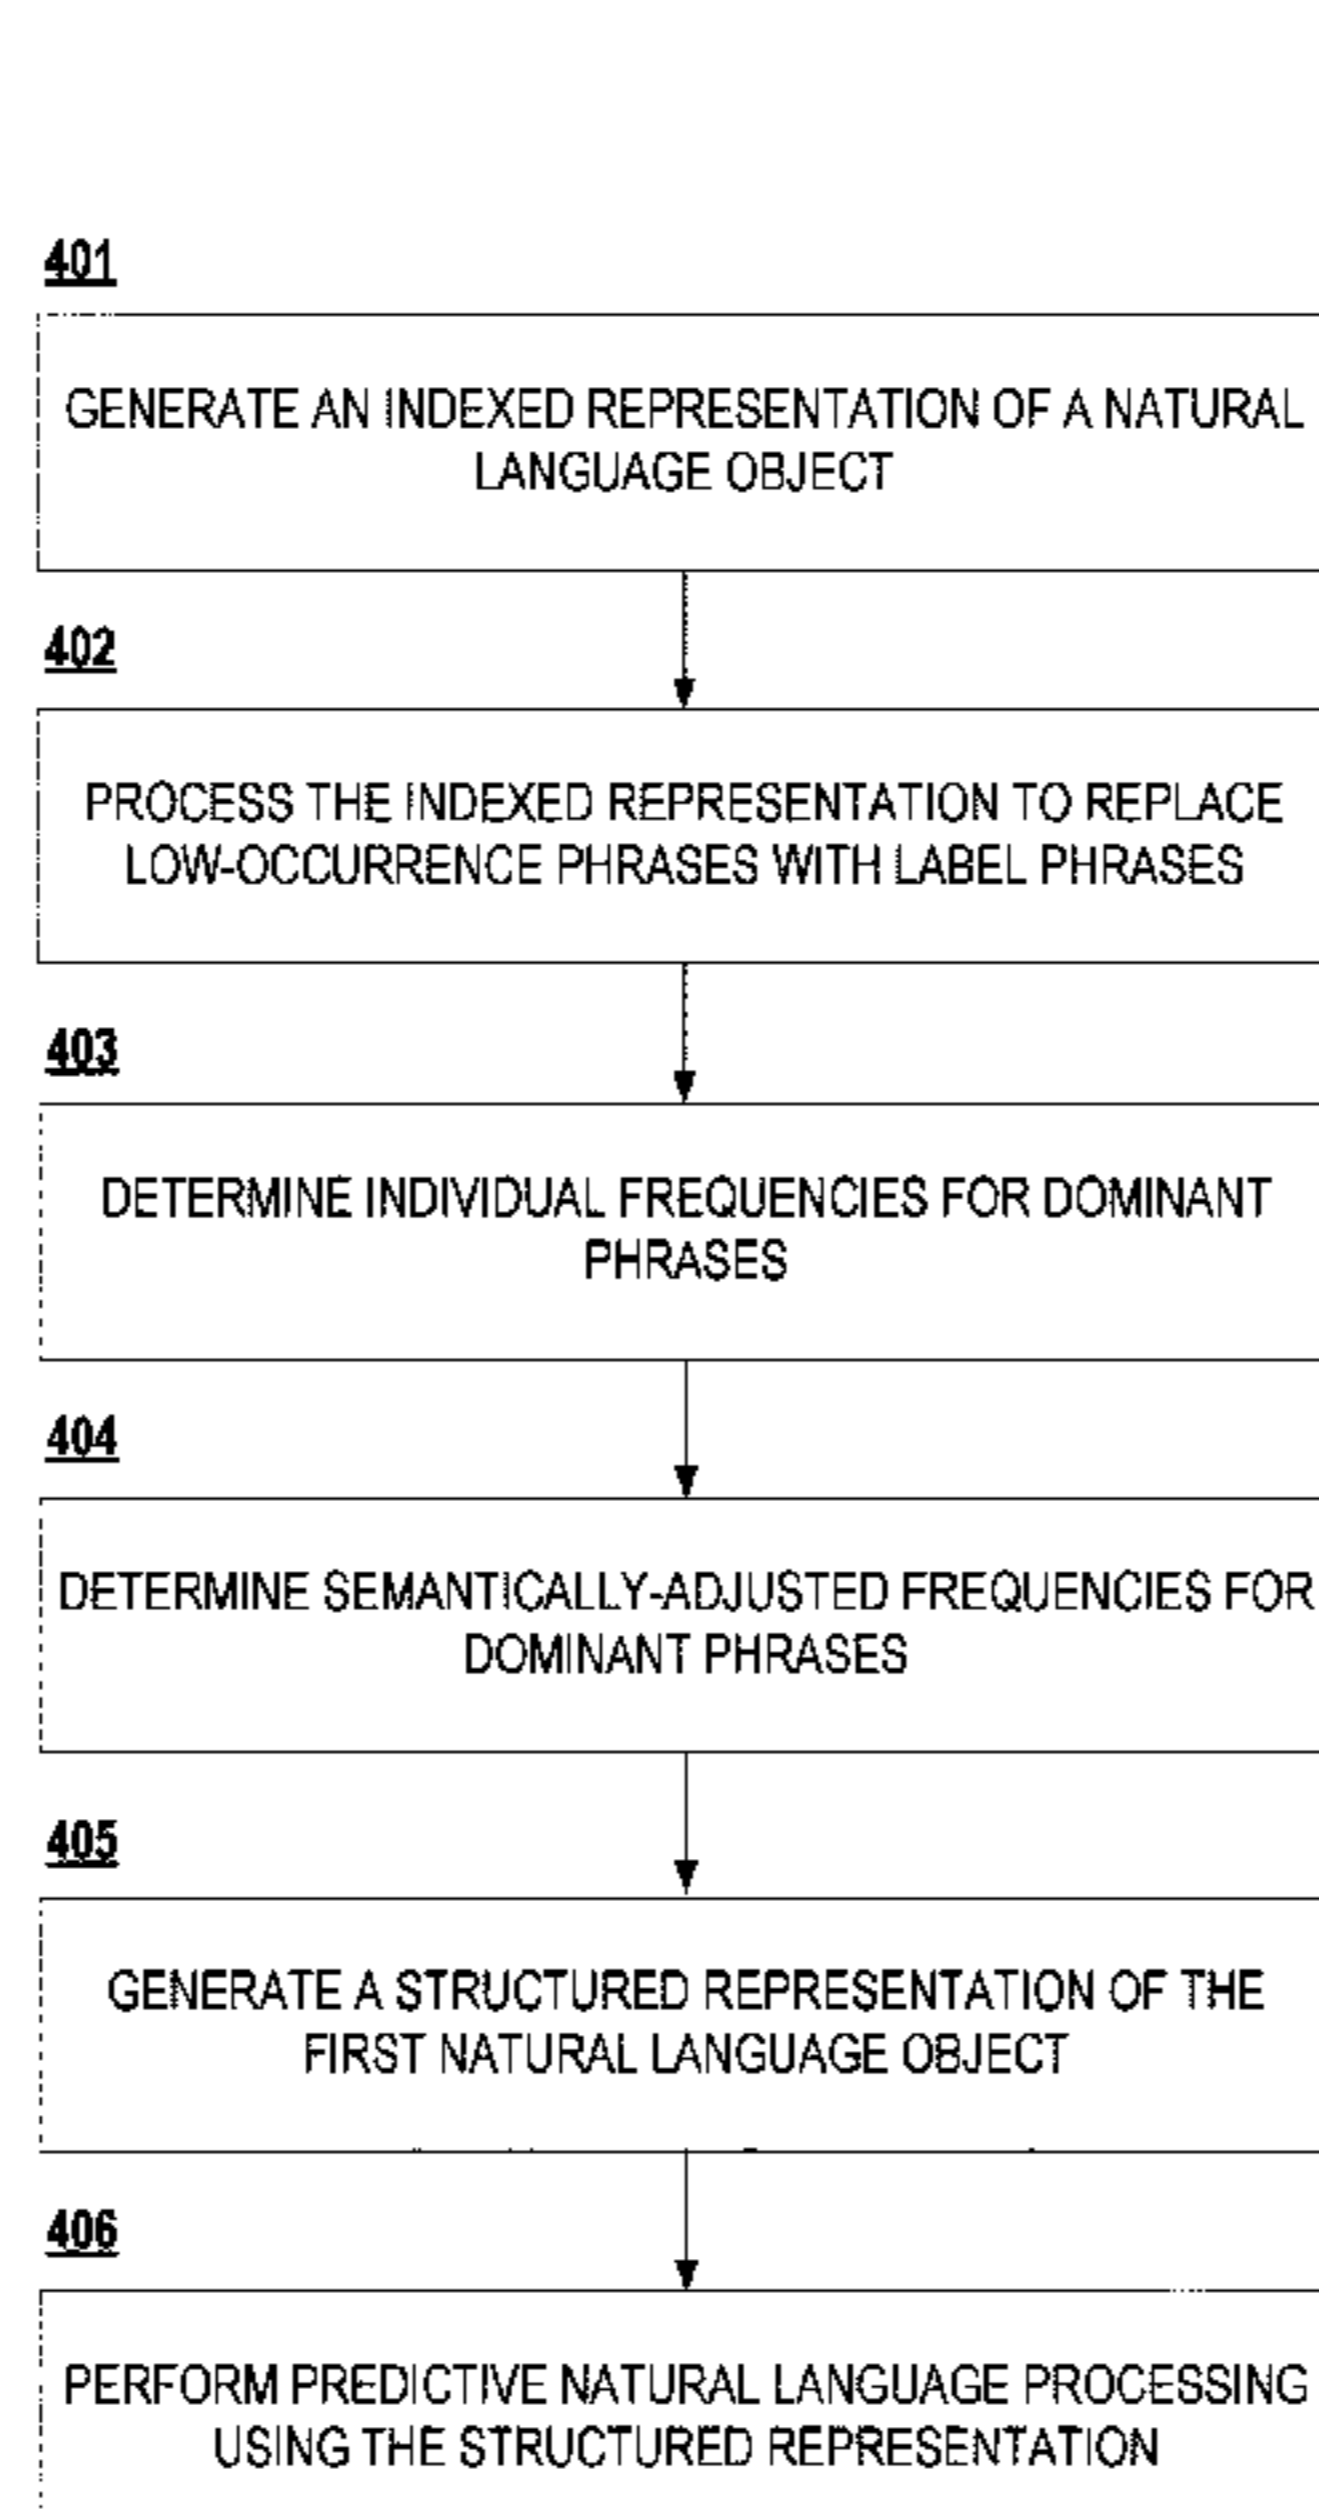 401
GENERATE AN INDEXED REPRESENTATION OF A NATURAL
LANGUAGE OBJECT
402
PROCESS THE INDEXED REPRESENTATION TO REPLACE
LOW-OCCURRENCE PHRASES WITH LABEL PHRASES
403
DETERMINE INDIVIDUAL FREQUENCIES FOR DOMINANT
PHRASES
404
DETERMINE SEMANTICALLY-ADJUSTED FREQUENCIES FOR
DOMINANT PHRASES
405
GENERATE A STRUCTURED REPRESENTATION OF THE
FIRST NATURAL LANGUAGE OBJECT
406
PERFORM PREDICTIVE NATURAL LANGUAGE PROCESSING
USING THE STRUCTURED REPRESENTATION